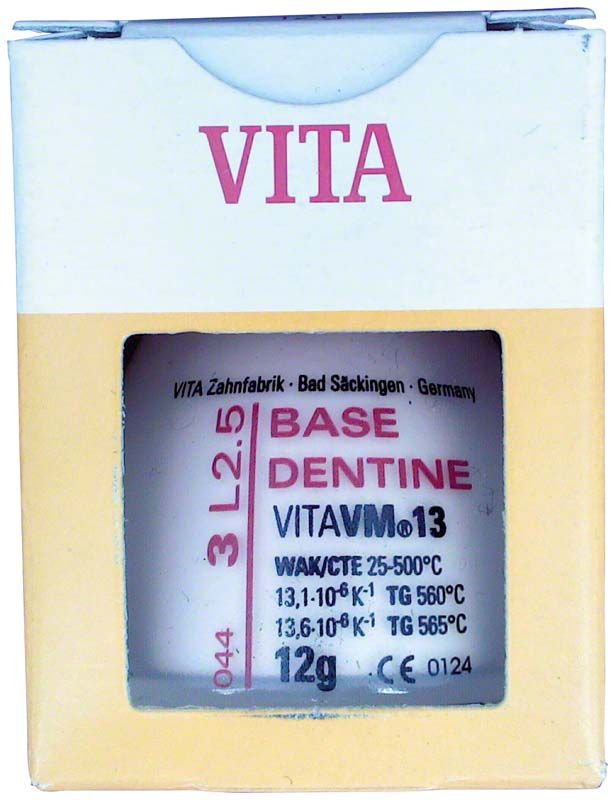 VITA
VITA Zahnfabrik · Bad Säckingen · Germany
044 3 L2.5
BASE
DENTINE
VITAVM®13
WAK/CTE 25-500°C
13,1·10⁻⁶ K⁻¹ TG 560°C
13,6·10⁻⁶ K⁻¹ TG 565°C
12g CE 0124